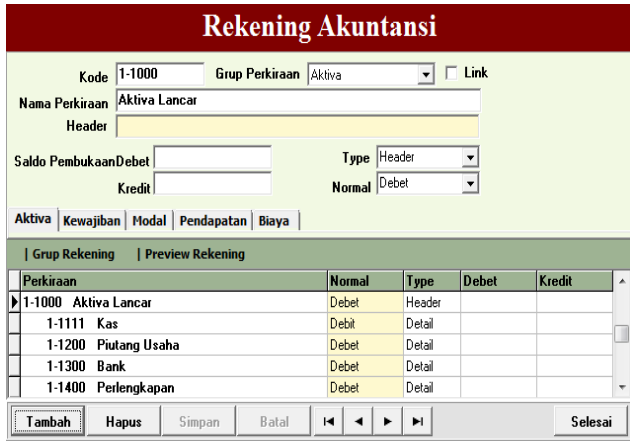 Rekening Akuntansi
Kode 1-1000 Grup Perkiraan Aktiva Link
Nama Perkiraan Aktiva Lancar
Header
Saldo PembukaanDebet Type Header
Kredit Normal Debet
Aktiva Kewajiban Modal Pendapatan Biaya
| Grup Rekening | Preview Rekening
Perkiraan Normal Type Debet Kredit
1-1000 Aktiva Lancar Debet Header
1-1111 Kas Debit Detail
1-1200 Piutang Usaha Debet Detail
1-1300 Bank Debet Detail
1-1400 Perlengkapan Debet Detail
Tambah Hapus Simpan Batal Selesai